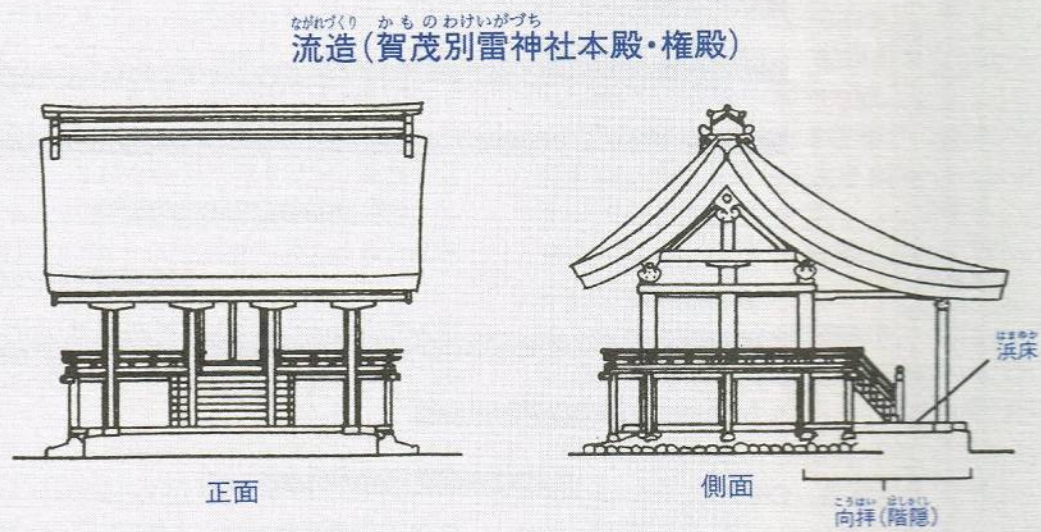 ながれづくり かものわけいがづち
流造(賀茂別雷神社本殿・権殿)
はまゆか
浜床
正面
側面
こうはい はしかくし
向拝(階隠)